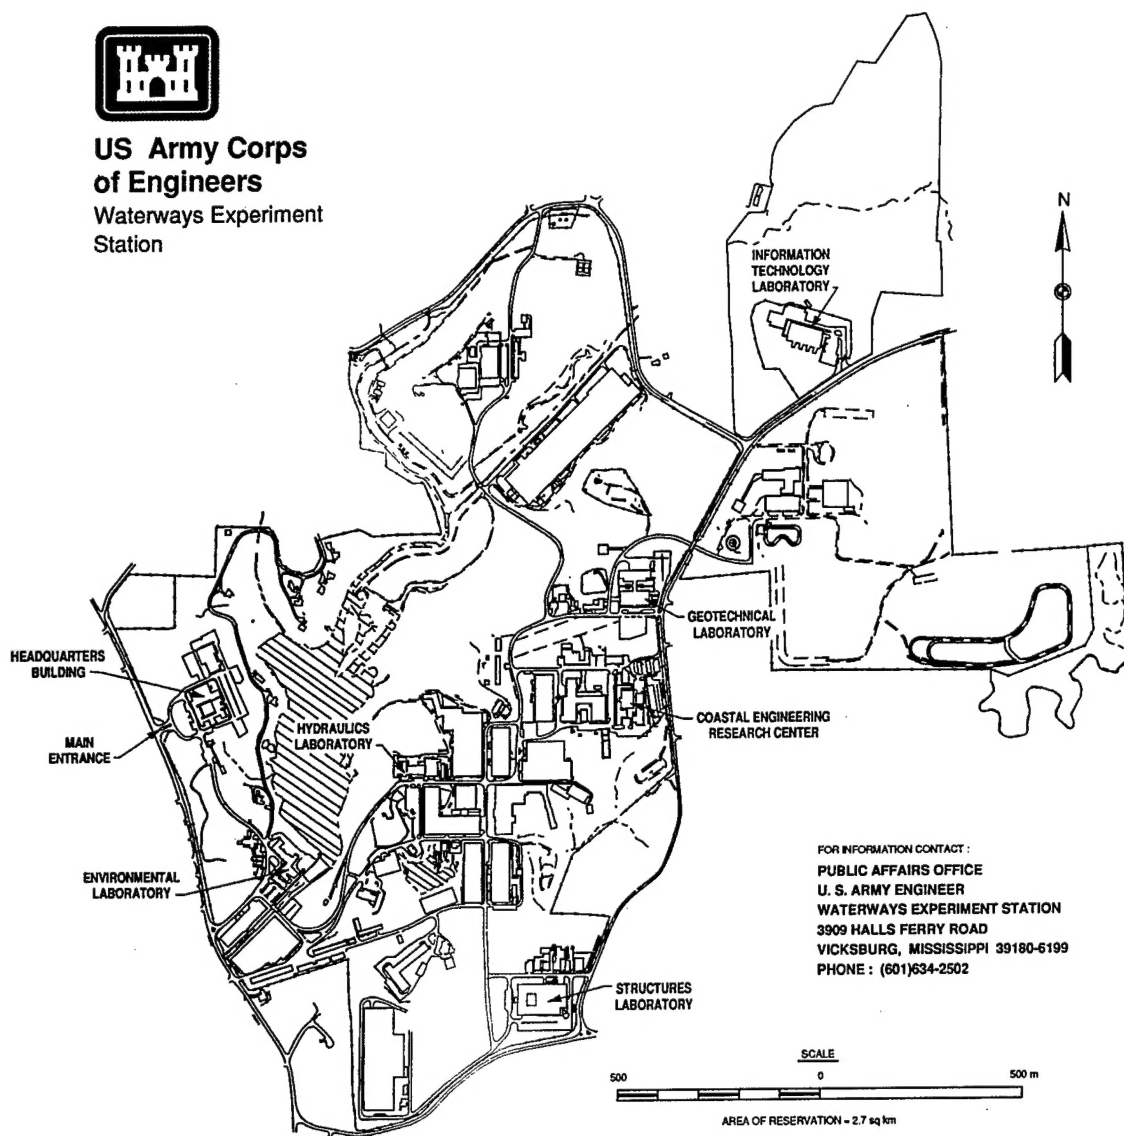 US Army Corps
of Engineers
Waterways Experiment
Station
N
INFORMATION
TECHNOLOGY
LABORATORY
GEOTECHNICAL
LABORATORY
HEADQUARTERS
BUILDING
MAIN
ENTRANCE
HYDRAULICS
LABORATORY
COASTAL ENGINEERING
RESEARCH CENTER
ENVIRONMENTAL
LABORATORY
STRUCTURES
LABORATORY
FOR INFORMATION CONTACT :
PUBLIC AFFAIRS OFFICE
U. S. ARMY ENGINEER
WATERWAYS EXPERIMENT STATION
3909 HALLS FERRY ROAD
VICKSBURG, MISSISSIPPI 39180-6199
PHONE : (601)634-2502
SCALE
500 0 500 m
AREA OF RESERVATION = 2.7 sq km